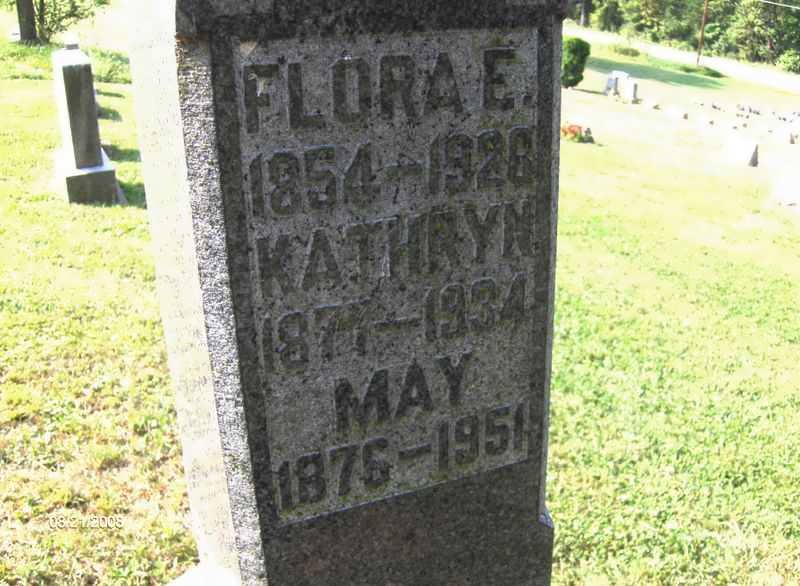 FLORA E.
1854-1928
KATHRYN
1877-1934
MAY
1876-1951
08/21/2008